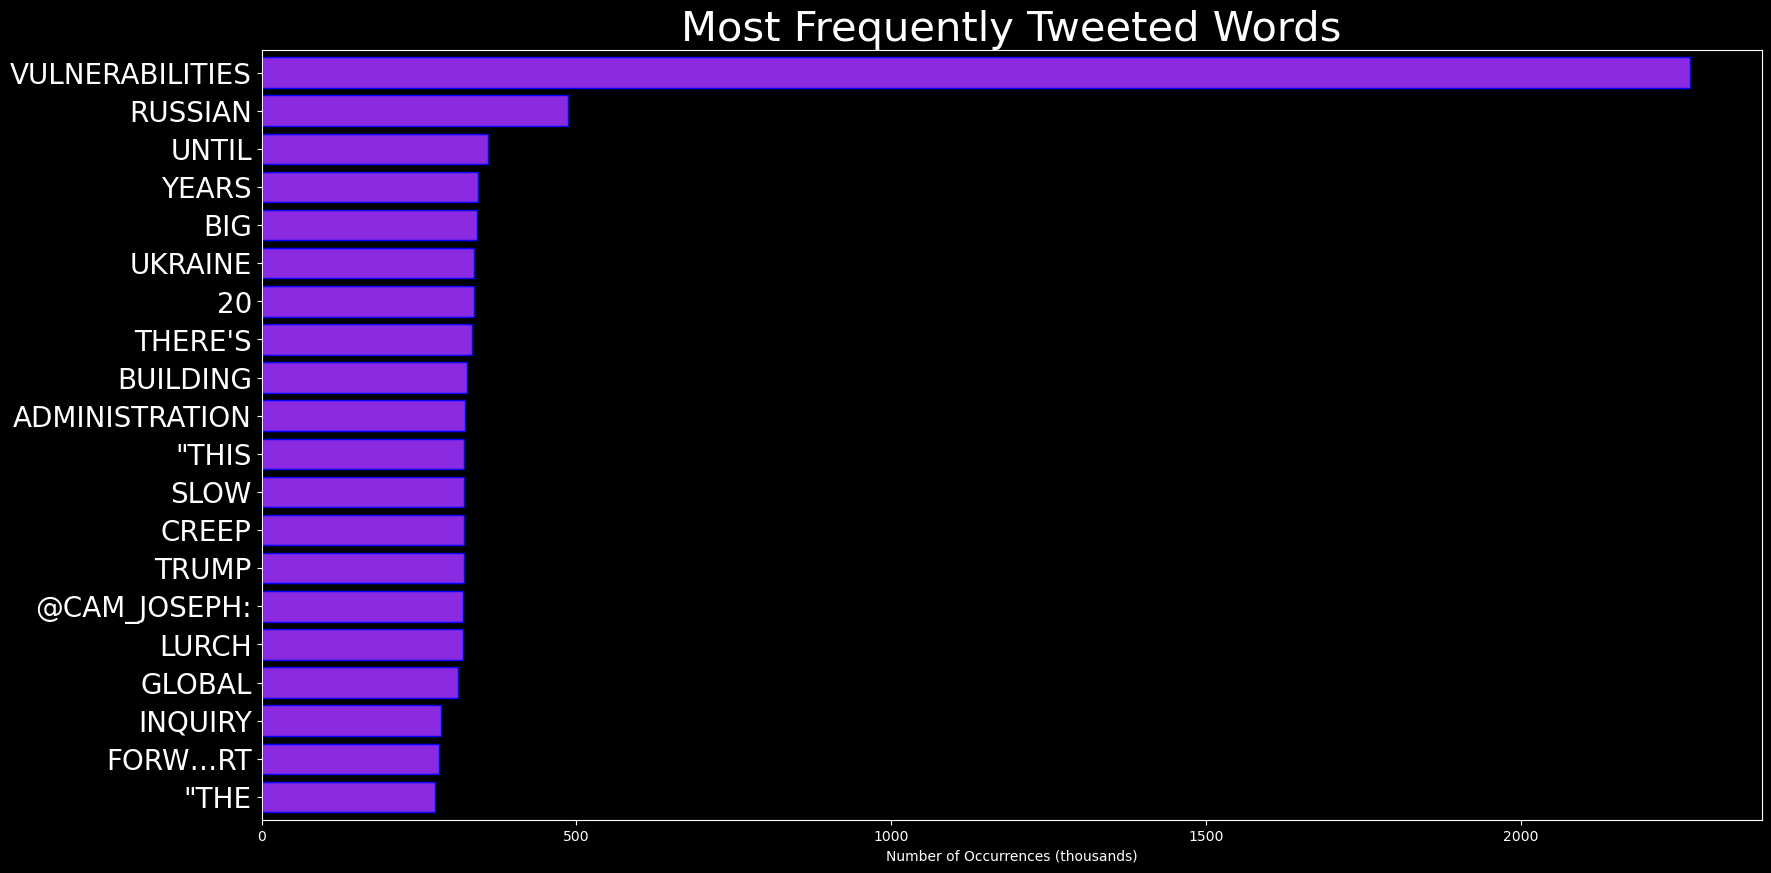 Most Frequently Tweeted Words
VULNERABILITIES
RUSSIAN
UNTIL
YEARS
BIG
UKRAINE
20
THERE'S
BUILDING
ADMINISTRATION
"THIS
SLOW
CREEP
TRUMP
@CAM_JOSEPH:
LURCH
GLOBAL
INQUIRY
FORW…RT
"THE
0 500 1000 1500 2000
Number of Occurrences (thousands)